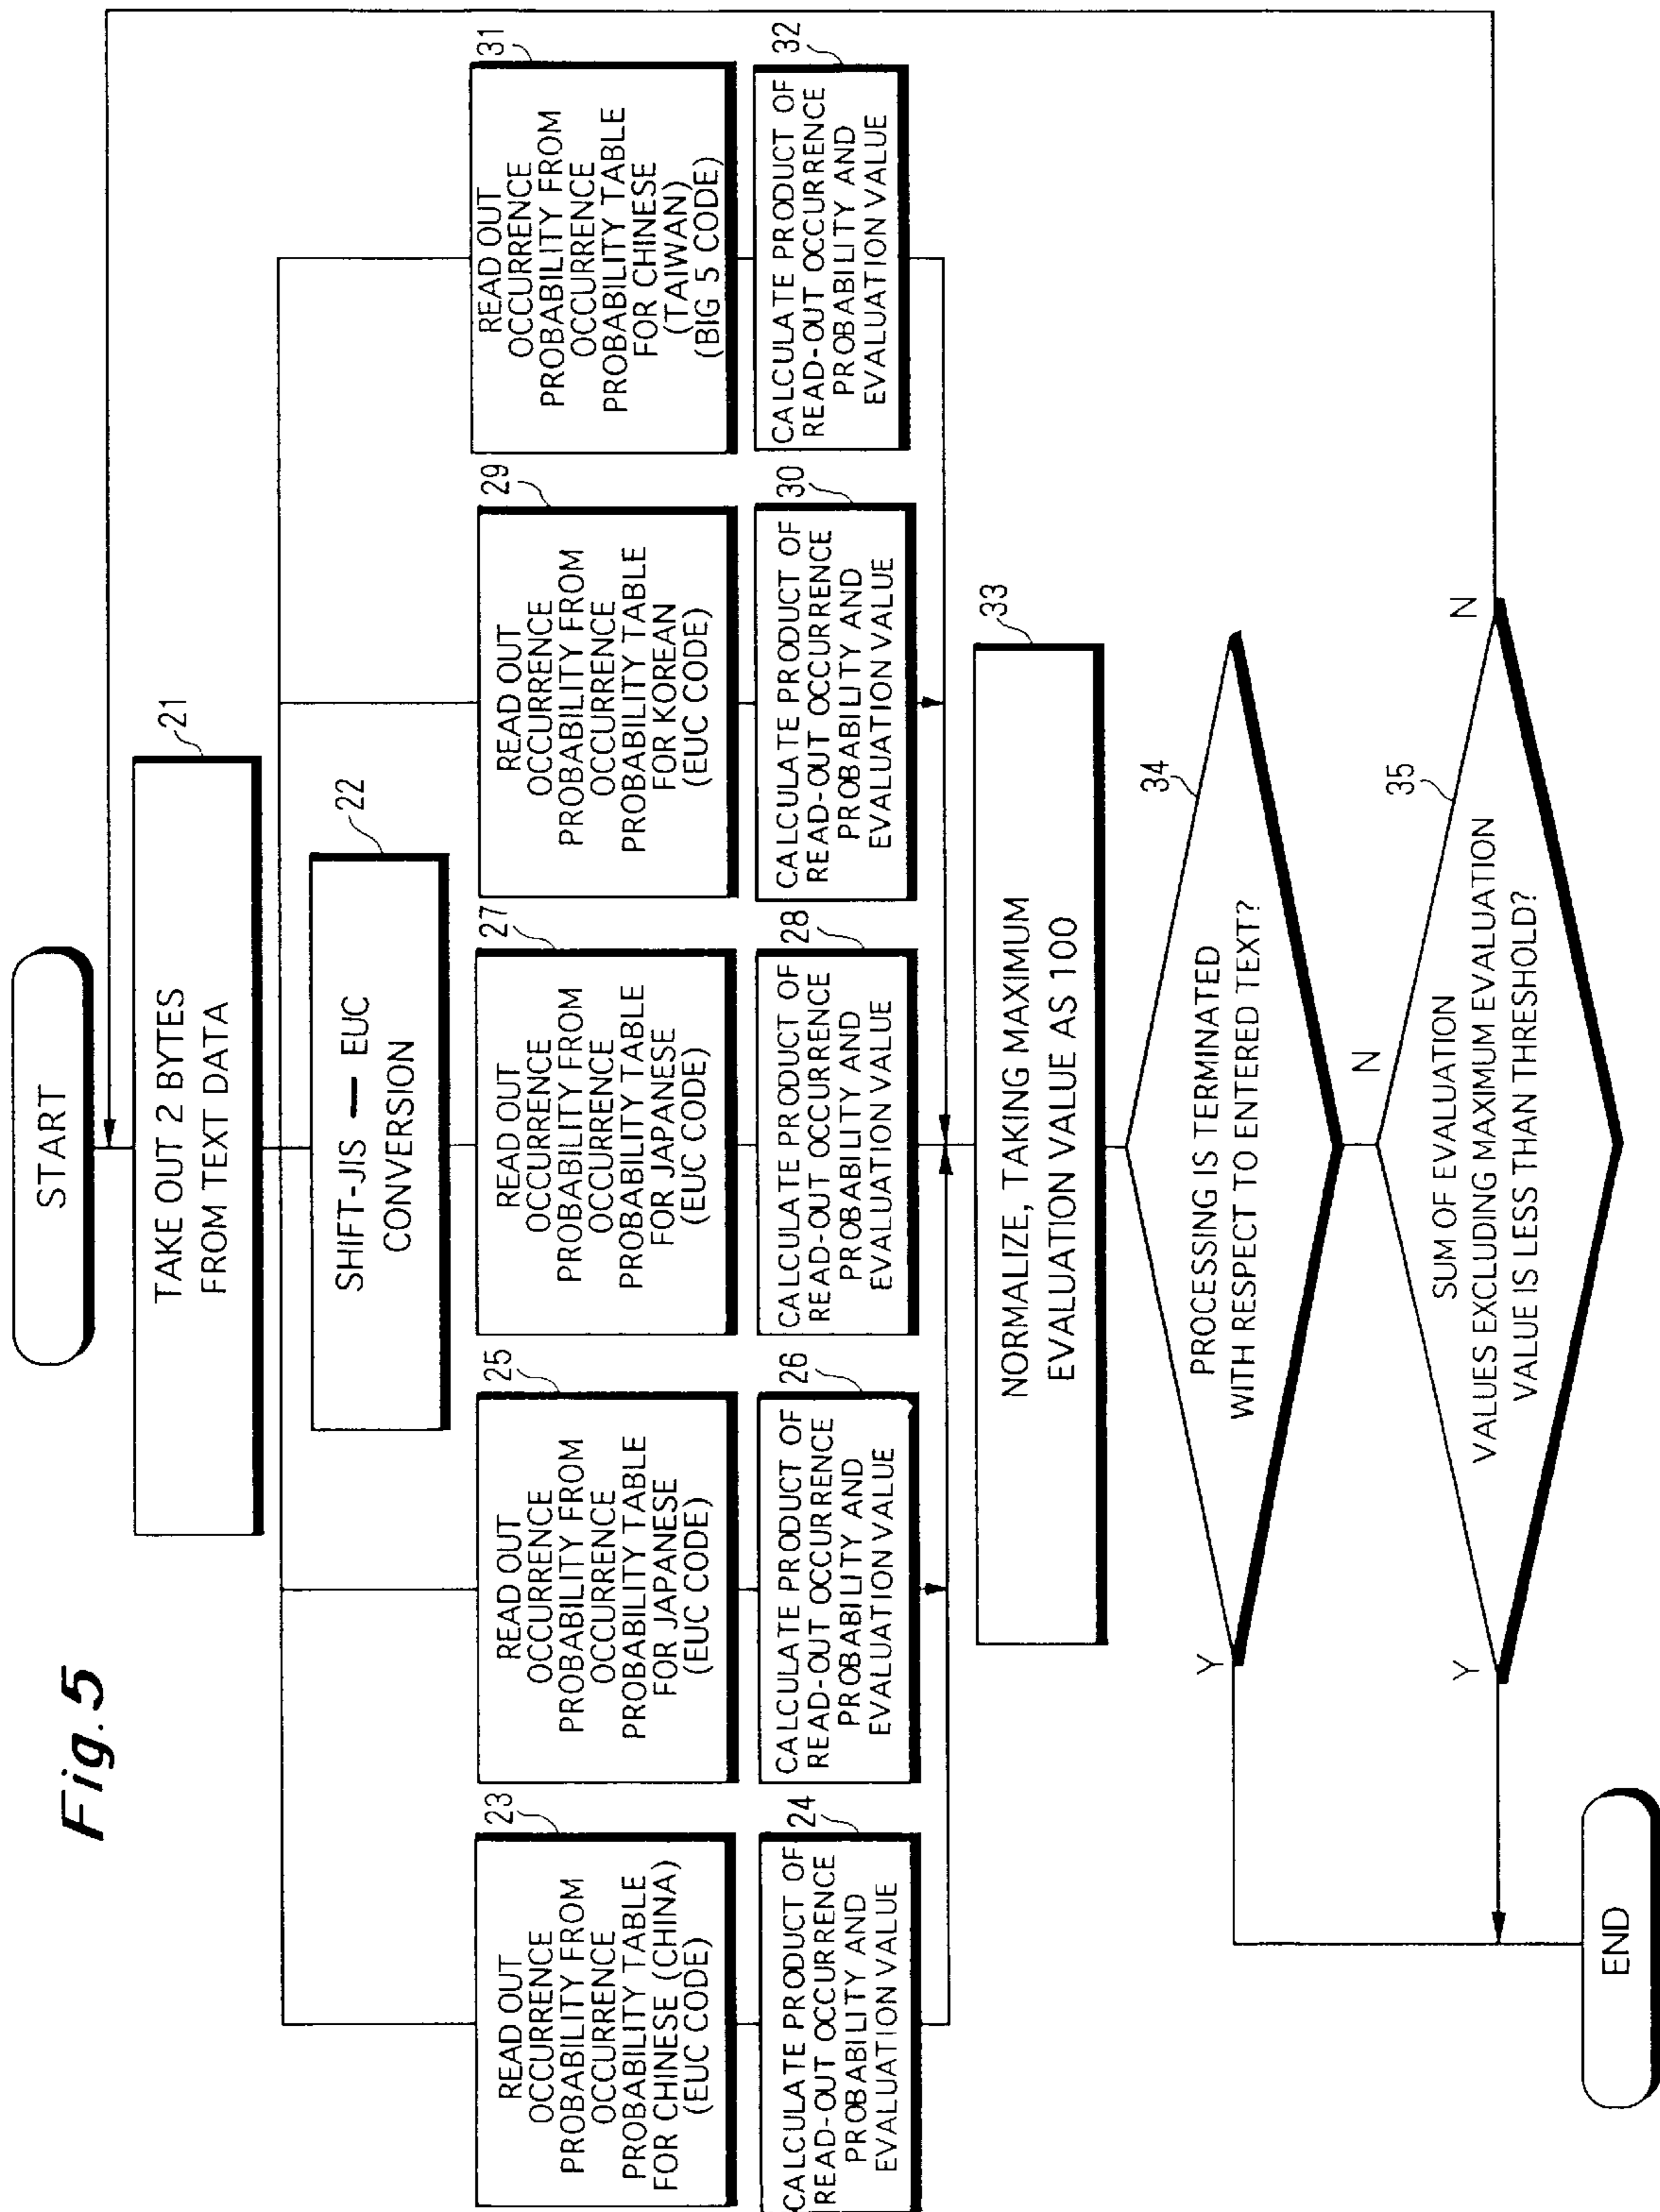 Fig.5
START
TAKE OUT 2 BYTES
FROM TEXT DATA
21
SHIFT-JIS — EUC
CONVERSION
22
READ OUT
OCCURRENCE
PROBABILITY FROM
OCCURRENCE
PROBABILITY TABLE
FOR CHINESE (CHINA)
(EUC CODE)
23
CALCULATE PRODUCT OF
READ-OUT OCCURRENCE
PROBABILITY AND
EVALUATION VALUE
24
READ OUT
OCCURRENCE
PROBABILITY FROM
OCCURRENCE
PROBABILITY TABLE
FOR JAPANESE
(EUC CODE)
25
CALCULATE PRODUCT OF
READ-OUT OCCURRENCE
PROBABILITY AND
EVALUATION VALUE
26
READ OUT
OCCURRENCE
PROBABILITY FROM
OCCURRENCE
PROBABILITY TABLE
FOR JAPANESE
(EUC CODE)
27
CALCULATE PRODUCT OF
READ-OUT OCCURRENCE
PROBABILITY AND
EVALUATION VALUE
28
READ OUT
OCCURRENCE
PROBABILITY FROM
OCCURRENCE
PROBABILITY TABLE
FOR KOREAN
(EUC CODE)
29
CALCULATE PRODUCT OF
READ-OUT OCCURRENCE
PROBABILITY AND
EVALUATION VALUE
30
READ OUT
OCCURRENCE
PROBABILITY FROM
OCCURRENCE
PROBABILITY TABLE
FOR CHINESE
(TAIWAN)
(BIG 5 CODE)
31
CALCULATE PRODUCT OF
READ-OUT OCCURRENCE
PROBABILITY AND
EVALUATION VALUE
32
NORMALIZE, TAKING MAXIMUM
EVALUATION VALUE AS 100
33
PROCESSING IS TERMINATED
WITH RESPECT TO ENTERED TEXT?
34
Y
N
SUM OF EVALUATION
VALUES EXCLUDING MAXIMUM EVALUATION
VALUE IS LESS THAN THRESHOLD?
35
Y
N
END